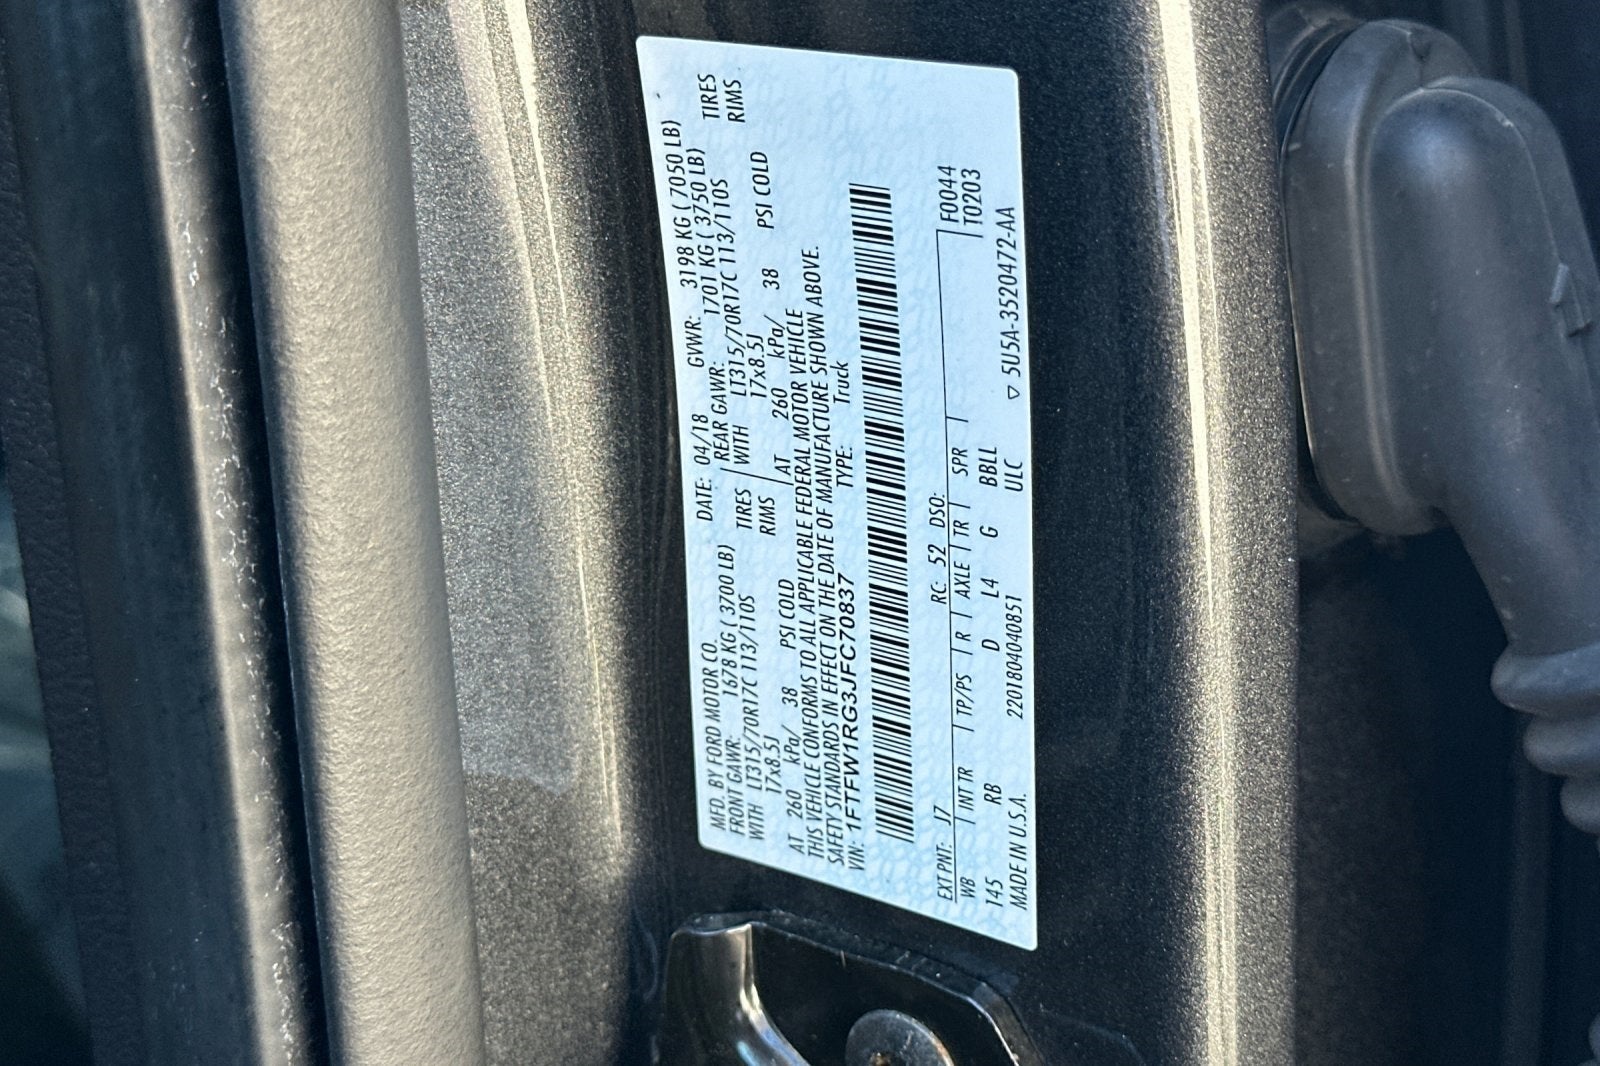 MFD. BY FORD MOTOR CO.
DATE: 04/18 GVWR: 3198 KG ( 7050 LB)
FRONT GAWR: 1678 KG ( 3700 LB)
REAR GAWR: 1701 KG ( 3750 LB)
WITH LT315/70R17C 113/110S TIRES
WITH LT315/70R17C 113/110S TIRES
17x8.5J RIMS
17x8.5J RIMS
AT 260 kPa/ 38 PSI COLD
AT 260 kPa/ 38 PSI COLD
THIS VEHICLE CONFORMS TO ALL APPLICABLE FEDERAL MOTOR VEHICLE
SAFETY STANDARDS IN EFFECT ON THE DATE OF MANUFACTURE SHOWN ABOVE.
VIN: 1FTFW1RG3JFC70837 TYPE: Truck
EXT PNT: J7 RC: 52 DSO: F0044
WB | INT TR | TP/PS | R | AXLE | TR | SPR | T0203
145 RB D L4 G BBLL
MADE IN U.S.A. 220180404​0851 ULC ▽ 5U5A-3520472-AA